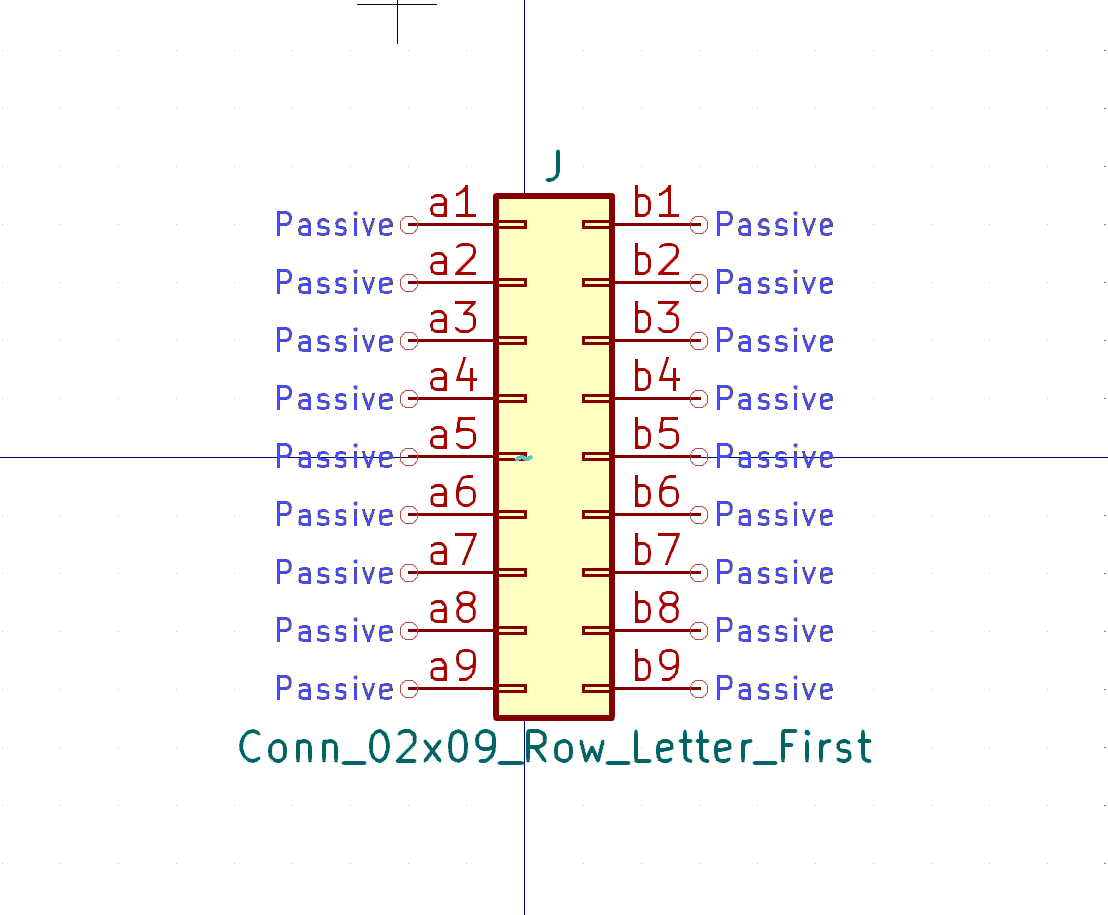 J
Passive a1 b1 Passive
Passive a2 b2 Passive
Passive a3 b3 Passive
Passive a4 b4 Passive
Passive a5 b5 Passive
Passive a6 b6 Passive
Passive a7 b7 Passive
Passive a8 b8 Passive
Passive a9 b9 Passive
Conn_02x09_Row_Letter_First